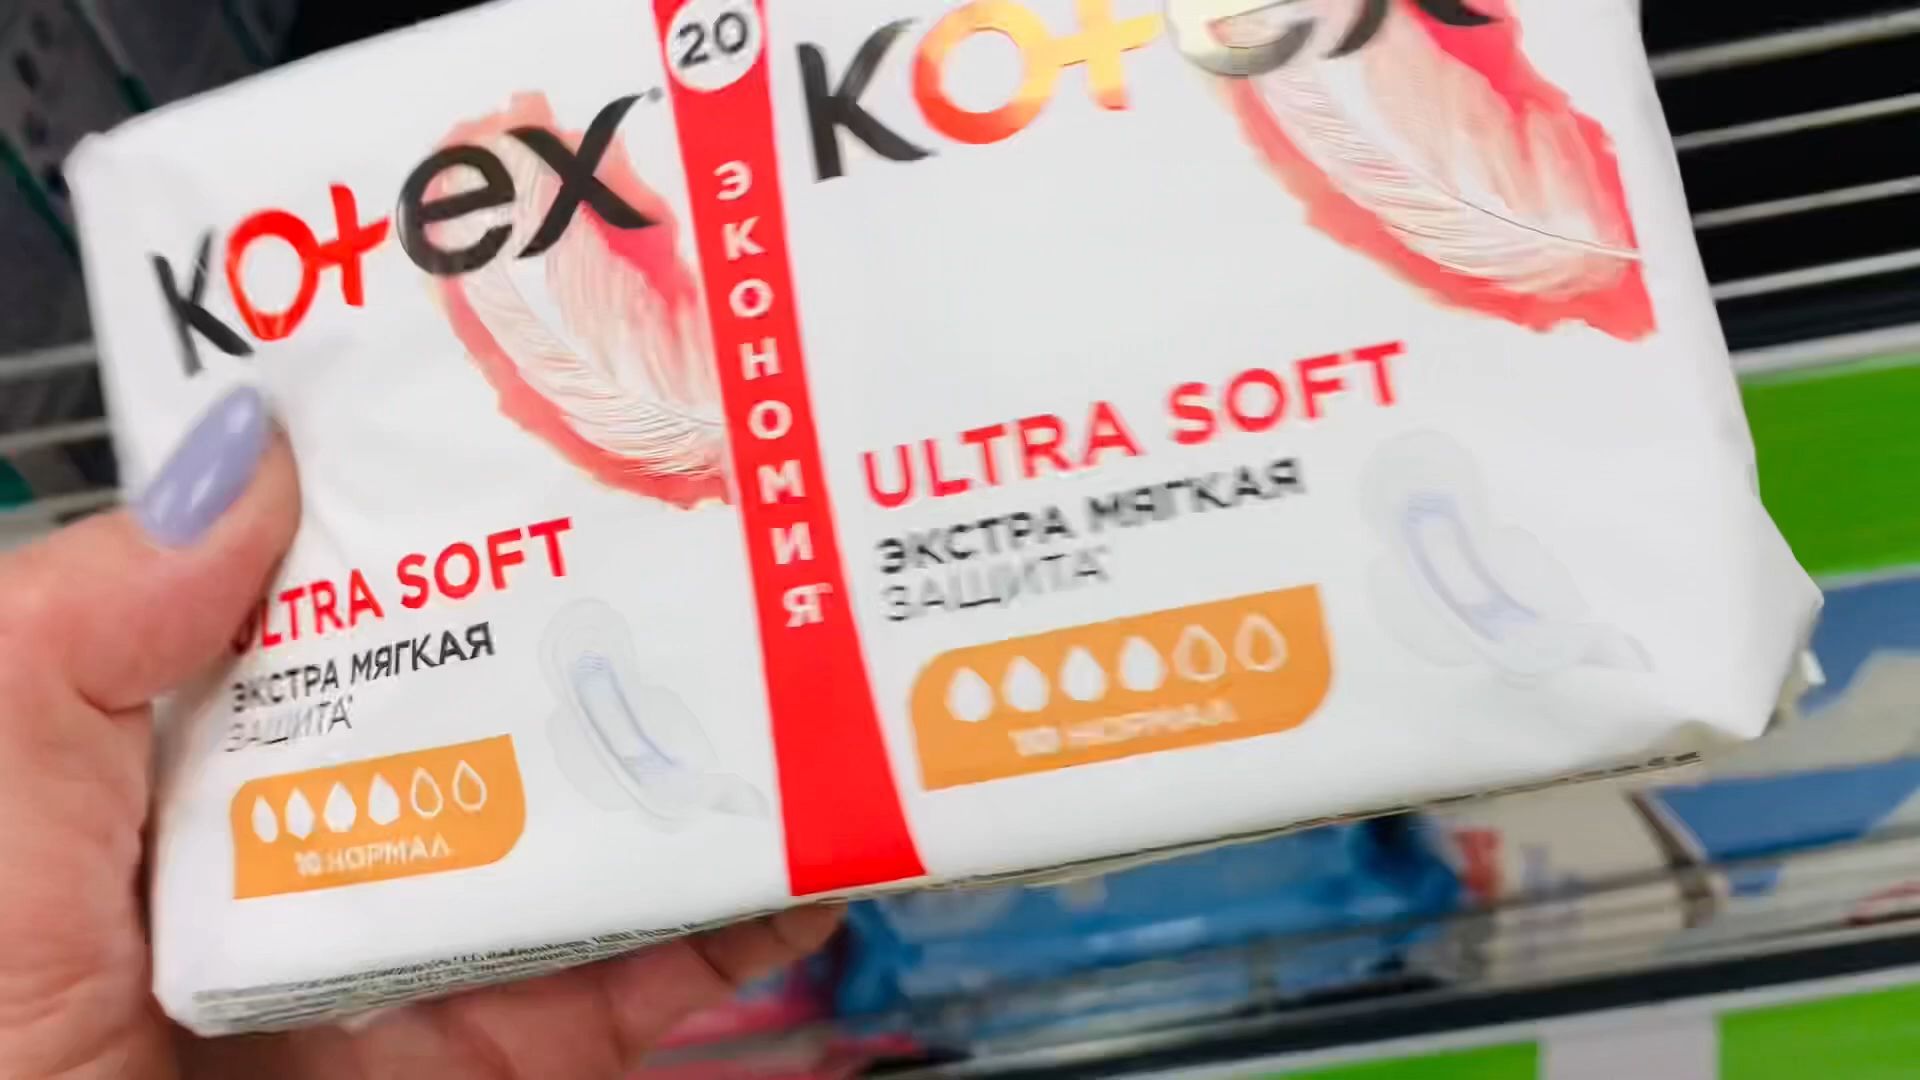 kotex
ULTRA SOFT
ЭКСТРА МЯГКАЯ
ЗАЩИТА*
10 НОРМАЛ
20
ЭКОНОМИЯ*
kotex
ULTRA SOFT
ЭКСТРА МЯГКАЯ
ЗАЩИТА*
10 НОРМАЛ